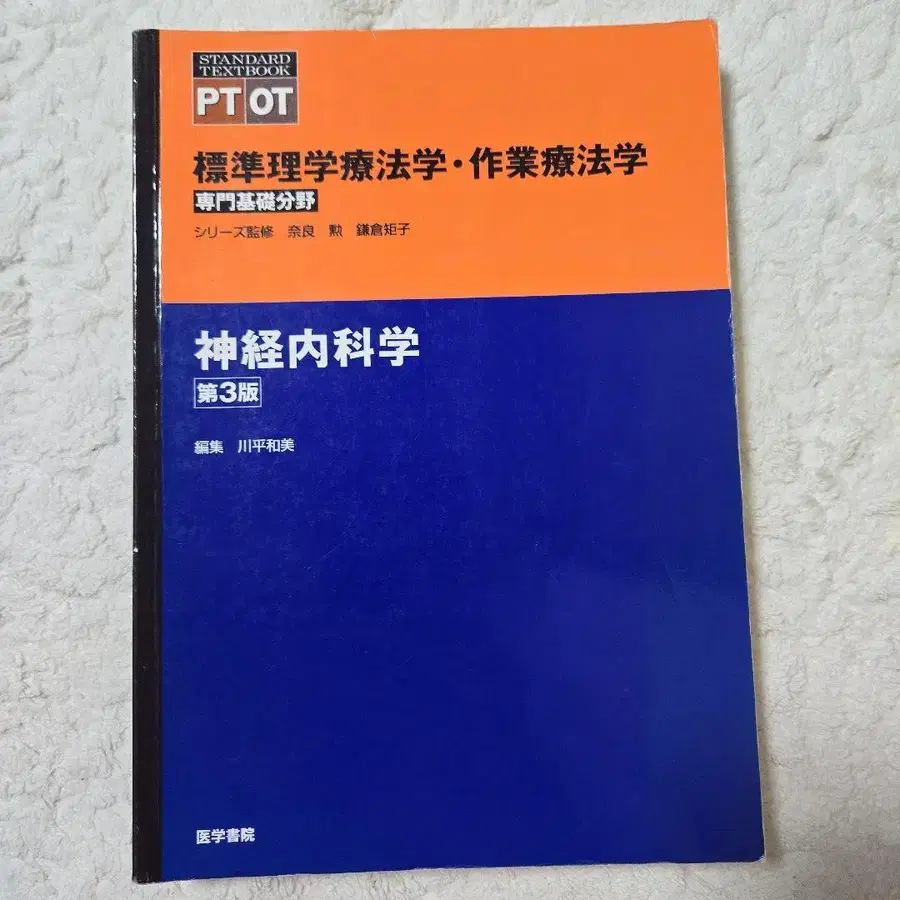 STANDARD
TEXTBOOK
PT OT
標準理学療法学・作業療法学
専門基礎分野
シリーズ監修　奈良　勲　鎌倉矩子
神経内科学
第3版
編集　川平和美
医学書院